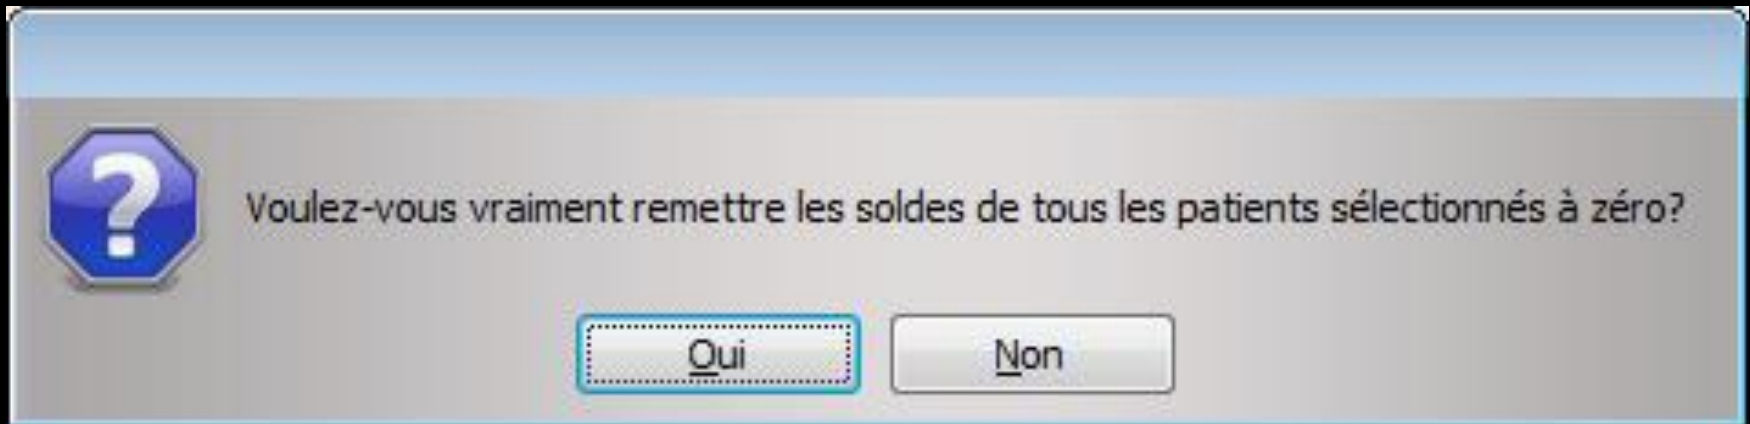 Voulez-vous vraiment remettre les soldes de tous les patients sélectionnés à zéro?
Oui Non